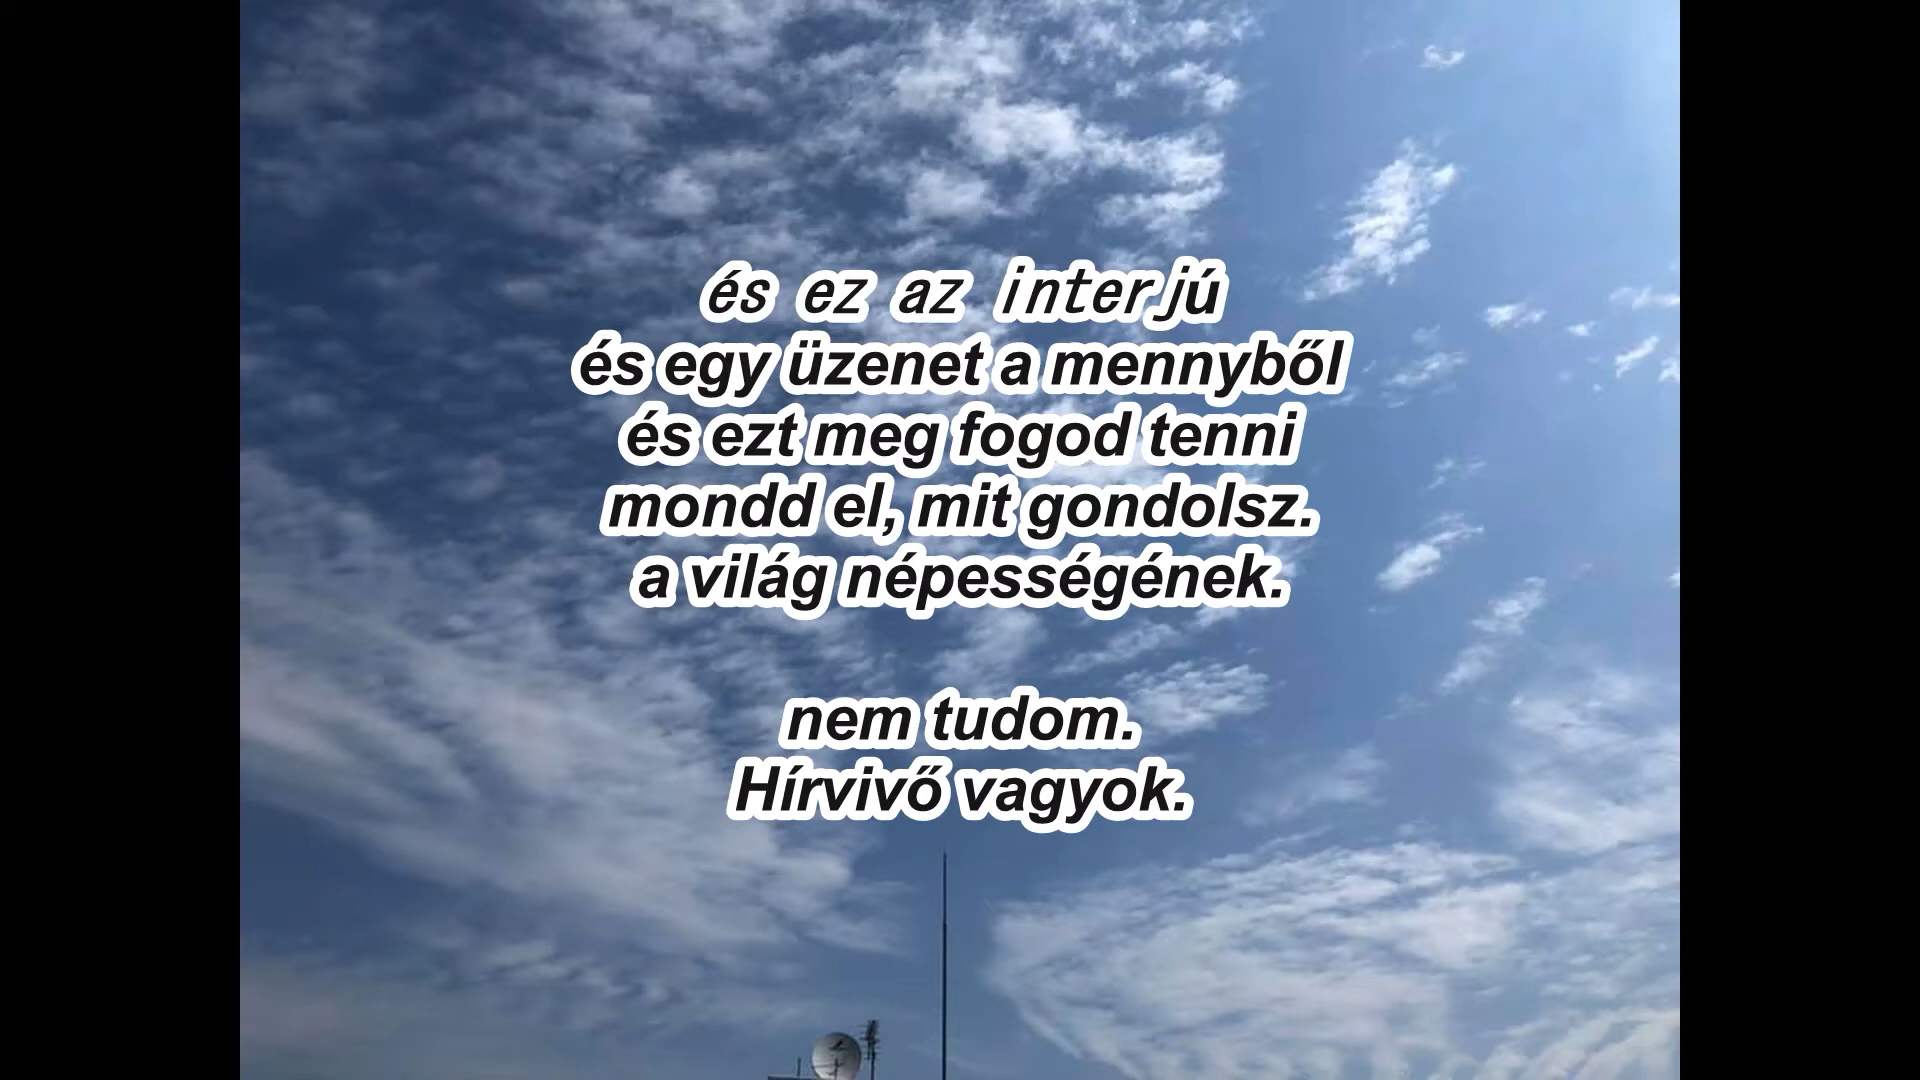 és ez az interjú
és egy üzenet a mennyből
és ezt meg fogod tenni
mondd el, mit gondolsz.
a világ népességének.
nem tudom.
Hírvivő vagyok.